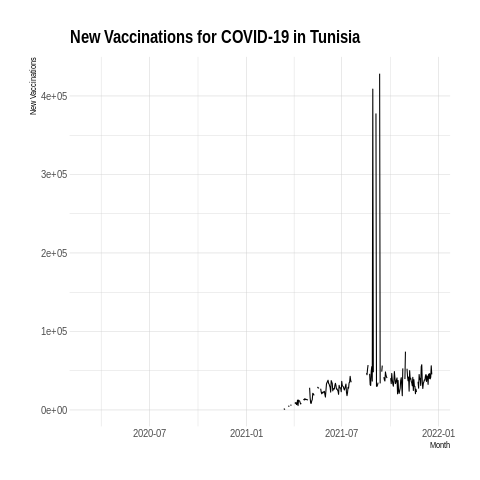 New Vaccinations for COVID-19 in Tunisia
New Vaccinations
4e+05
3e+05
2e+05
1e+05
0e+00
2020-07 2021-01 2021-07 2022-01
Month